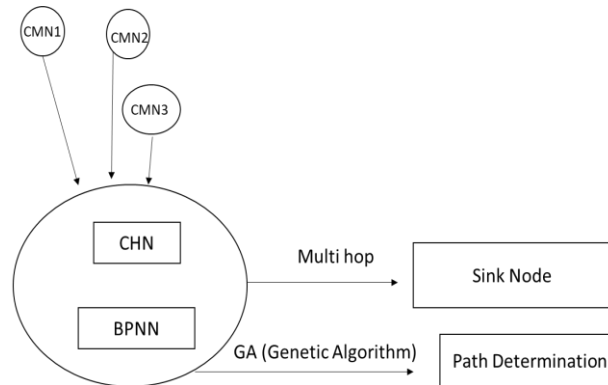 CMN1
CMN2
CMN3
CHN
BPNN
Multi hop
Sink Node
GA (Genetic Algorithm)
Path Determination